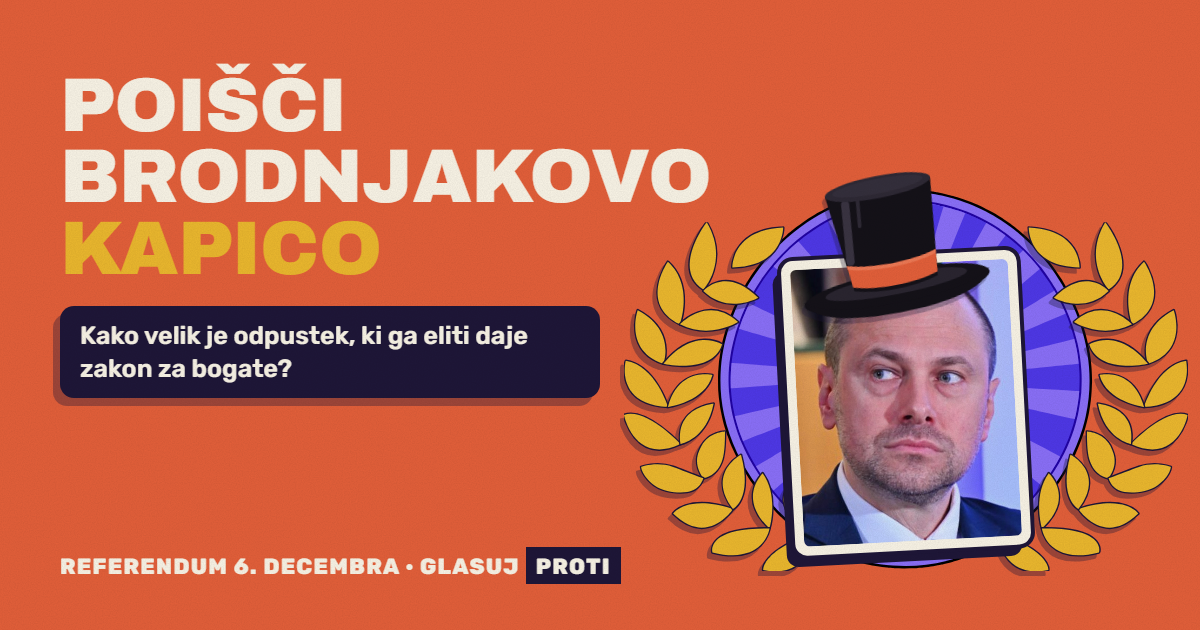 POIŠČI
BRODNJAKOVO
KAPICO
Kako velik je odpustek, ki ga eliti daje
zakon za bogate?
REFERENDUM 6. DECEMBRA • GLASUJ PROTI